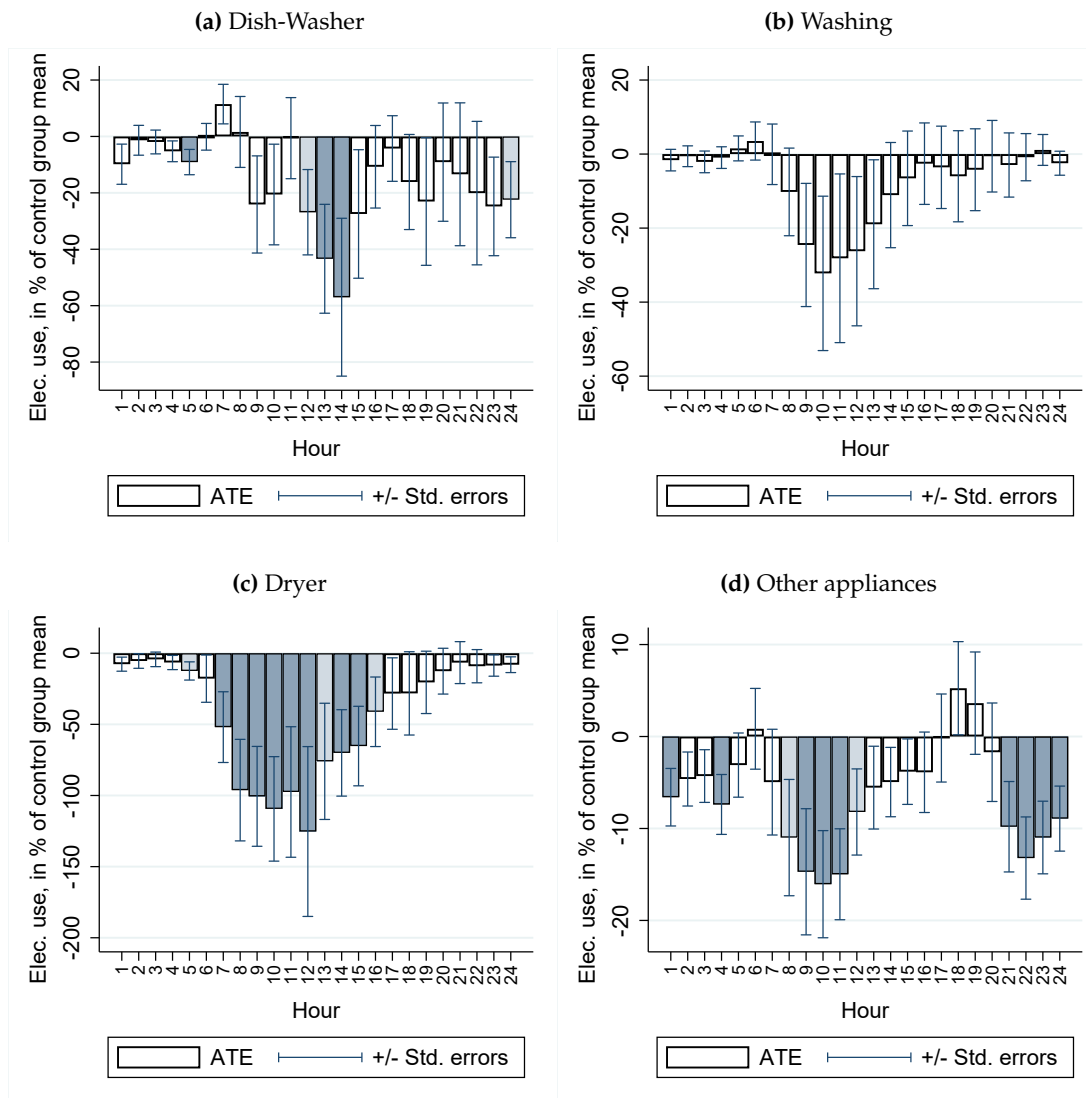 (a) Dish-Washer
Elec. use, in % of control group mean
20
0
-20
-40
-60
-80
1 2 3 4 5 6 7 8 9 10 11 12 13 14 15 16 17 18 19 20 21 22 23 24
Hour
ATE +/- Std. errors
(b) Washing
Elec. use, in % of control group mean
20
0
-20
-40
-60
1 2 3 4 5 6 7 8 9 10 11 12 13 14 15 16 17 18 19 20 21 22 23 24
Hour
ATE +/- Std. errors
(c) Dryer
Elec. use, in % of control group mean
0
-50
-100
-150
-200
1 2 3 4 5 6 7 8 9 10 11 12 13 14 15 16 17 18 19 20 21 22 23 24
Hour
ATE +/- Std. errors
(d) Other appliances
Elec. use, in % of control group mean
10
0
-10
-20
1 2 3 4 5 6 7 8 9 10 11 12 13 14 15 16 17 18 19 20 21 22 23 24
Hour
ATE +/- Std. errors